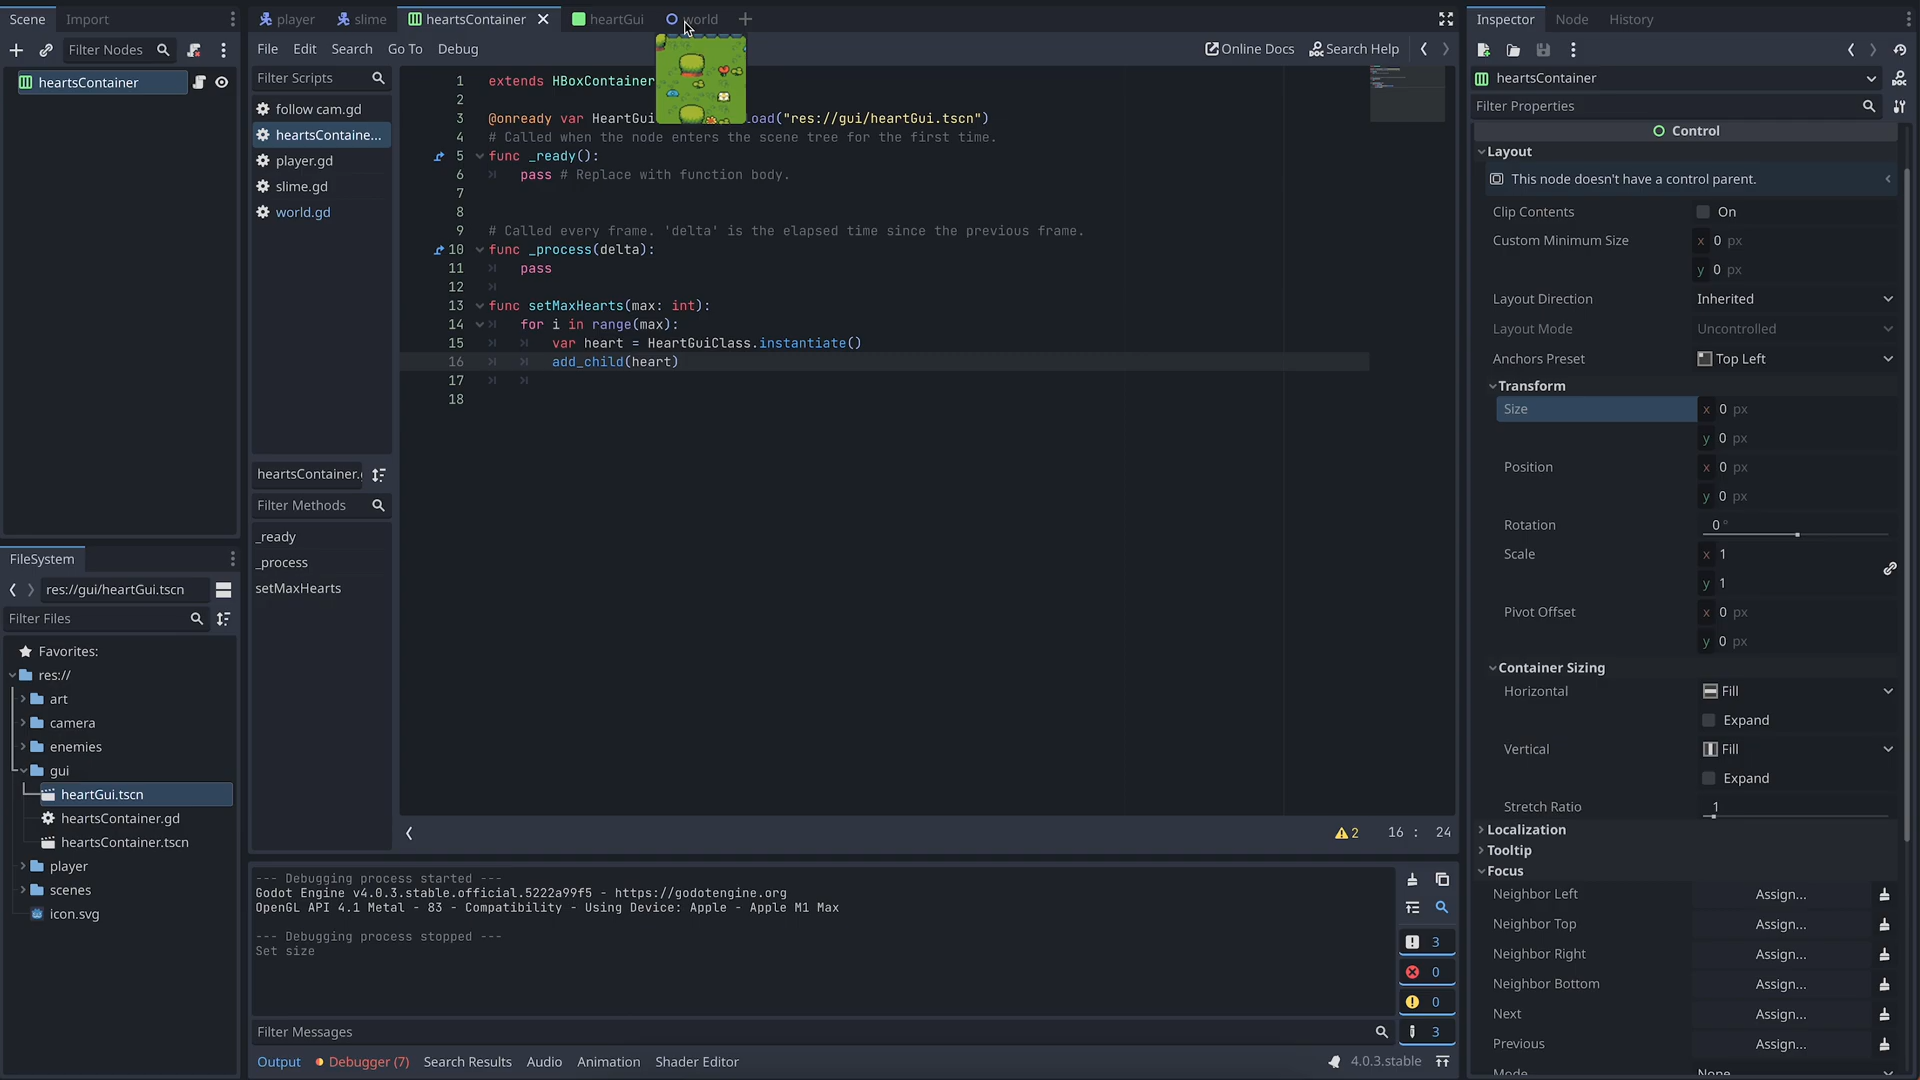 Scene
Import
Filter Nodes
heartsContainer
player
slime
heartsContainer
heartGui
world
File
Edit
Search
Go To
Debug
Online Docs
Search Help
Filter Scripts
follow cam.gd
heartsContaine...
player.gd
slime.gd
world.gd
heartsContainer.
Filter Methods
_ready
_process
setMaxHearts
1 extends HBoxContainer
2
3 @onready var HeartGui oad("res://gui/heartGui.tscn")
4 # Called when the node enters the scene tree for the first time.
5 func _ready():
6 pass # Replace with function body.
7
8
9 # Called every frame. 'delta' is the elapsed time since the previous frame.
10 func _process(delta):
11 pass
12
13 func setMaxHearts(max: int):
14 for i in range(max):
15 var heart = HeartGuiClass.instantiate()
16 add_child(heart)
17
18
2
16 : 24
FileSystem
res://gui/heartGui.tscn
Filter Files
Favorites:
res://
art
camera
enemies
gui
heartGui.tscn
heartsContainer.gd
heartsContainer.tscn
player
scenes
icon.svg
--- Debugging process started ---
Godot Engine v4.0.3.stable.official.5222a99f5 - https://godotengine.org
OpenGL API 4.1 Metal - 83 - Compatibility - Using Device: Apple - Apple M1 Max
--- Debugging process stopped ---
Set size
3
0
0
3
Filter Messages
Output
Debugger (7)
Search Results
Audio
Animation
Shader Editor
4.0.3.stable
Inspector
Node
History
heartsContainer
Filter Properties
Control
Layout
This node doesn't have a control parent.
Clip Contents
On
Custom Minimum Size
x 0 px
y 0 px
Layout Direction
Inherited
Layout Mode
Uncontrolled
Anchors Preset
Top Left
Transform
Size
x 0 px
y 0 px
Position
x 0 px
y 0 px
Rotation
0 °
Scale
x 1
y 1
Pivot Offset
x 0 px
y 0 px
Container Sizing
Horizontal
Fill
Expand
Vertical
Fill
Expand
Stretch Ratio
1
Localization
Tooltip
Focus
Neighbor Left
Assign...
Neighbor Top
Assign...
Neighbor Right
Assign...
Neighbor Bottom
Assign...
Next
Assign...
Previous
Assign...
Mode
None